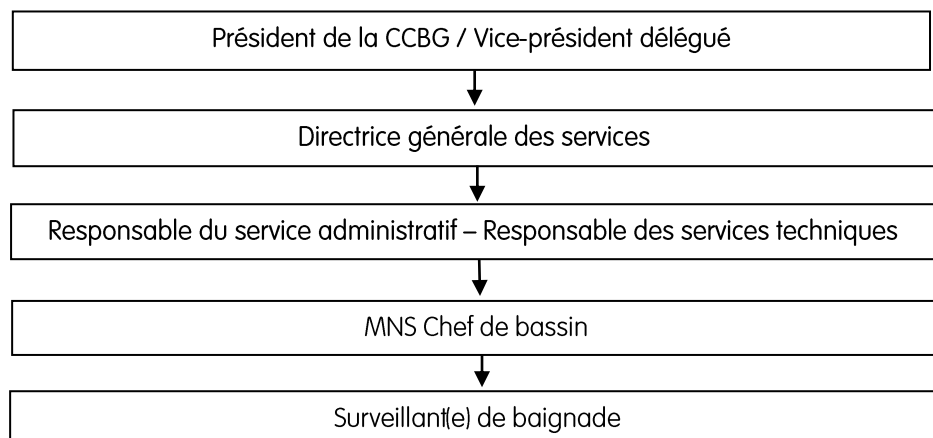 Président de la CCBG / Vice-président délégué
Directrice générale des services
Responsable du service administratif – Responsable des services techniques
MNS Chef de bassin
Surveillant(e) de baignade